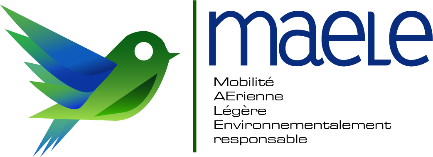 maele
Mobilité
AErienne
Légère
Environnementalement
responsable